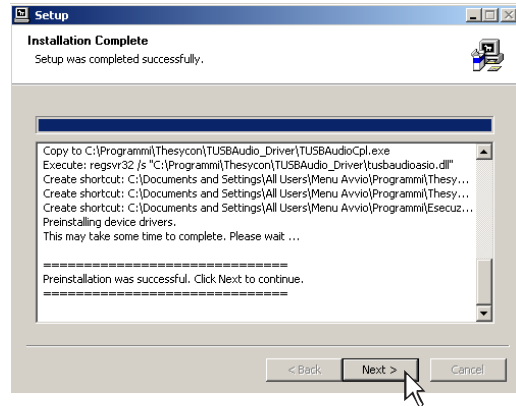 Setup
Installation Complete
Setup was completed successfully.
Copy to C:\Programmi\Thesycon\TUSBAudio_Driver\TUSBAudioCpl.exe
Execute: regsvr32 /s "C:\Programmi\Thesycon\TUSBAudio_Driver\tusbaudioasio.dll"
Create shortcut: C:\Documents and Settings\All Users\Menu Avvio\Programmi\Thesy...
Create shortcut: C:\Documents and Settings\All Users\Menu Avvio\Programmi\Thesy...
Create shortcut: C:\Documents and Settings\All Users\Menu Avvio\Programmi\Esecuz...
Preinstalling device drivers.
This may take some time to complete. Please wait ...
==============================
Preinstallation was successful. Click Next to continue.
==============================
< Back Next > Cancel